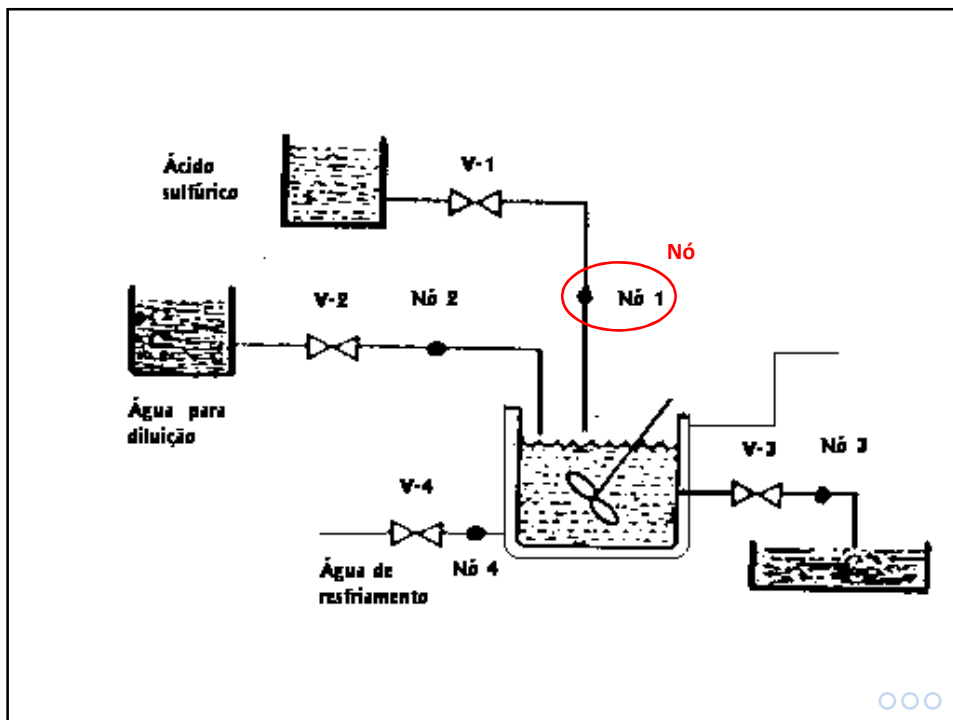 Ácido
sulfúrico
V-1
Nó
Nó 1
V-2
Nó 2
Água para
diluição
V-3
Nó 3
V-4
Nó 4
Água de
resfriamento